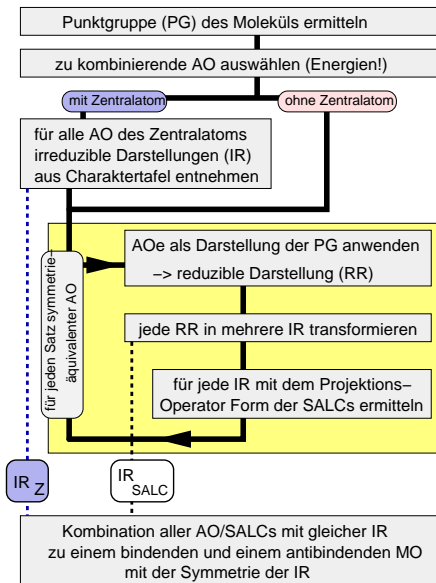 Punktgruppe (PG) des Moleküls ermitteln
zu kombinierende AO auswählen (Energien!)
mit Zentralatom
ohne Zentralatom
für alle AO des Zentralatoms
irreduzible Darstellungen (IR)
aus Charaktertafel entnehmen
für jeden Satz symmetrie–
äquivalenter AO
AOe als Darstellung der PG anwenden
–> reduzible Darstellung (RR)
jede RR in mehrere IR transformieren
für jede IR mit dem Projektions–
Operator Form der SALCs ermitteln
IR Z
IR SALC
Kombination aller AO/SALCs mit gleicher IR
zu einem bindenden und einem antibindenden MO
mit der Symmetrie der IR